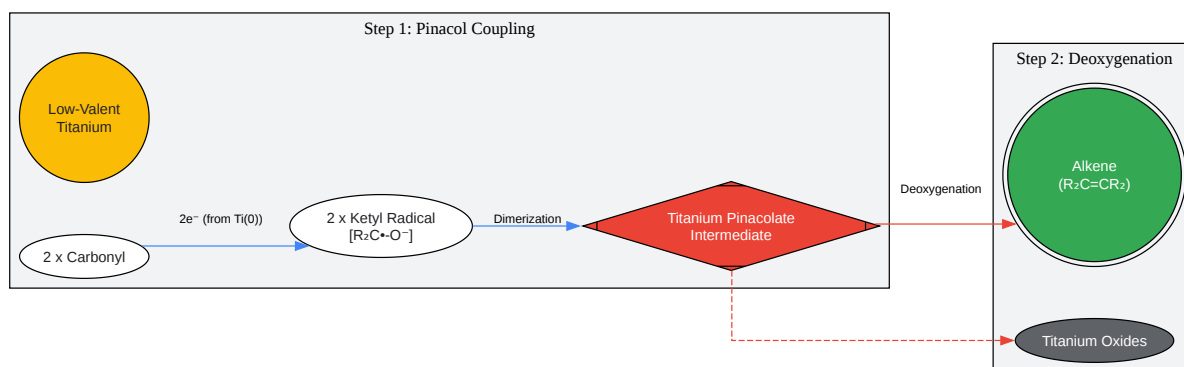 Step 1: Pinacol Coupling
Low-Valent
Titanium
2 x Carbonyl
2e⁻ (from Ti(0))
2 x Ketyl Radical
[R₂C•-O⁻]
Dimerization
Titanium Pinacolate
Intermediate
Deoxygenation
Step 2: Deoxygenation
Alkene
(R₂C=CR₂)
Titanium Oxides